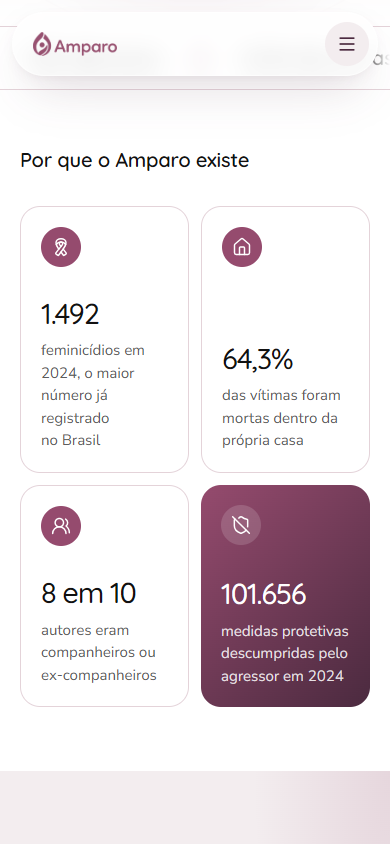 Amparo
Por que o Amparo existe
1.492
feminicídios em
2024, o maior
número já
registrado
no Brasil
64,3%
das vítimas foram
mortas dentro da
própria casa
8 em 10
autores eram
companheiros ou
ex-companheiros
101.656
medidas protetivas
descumpridas pelo
agressor em 2024